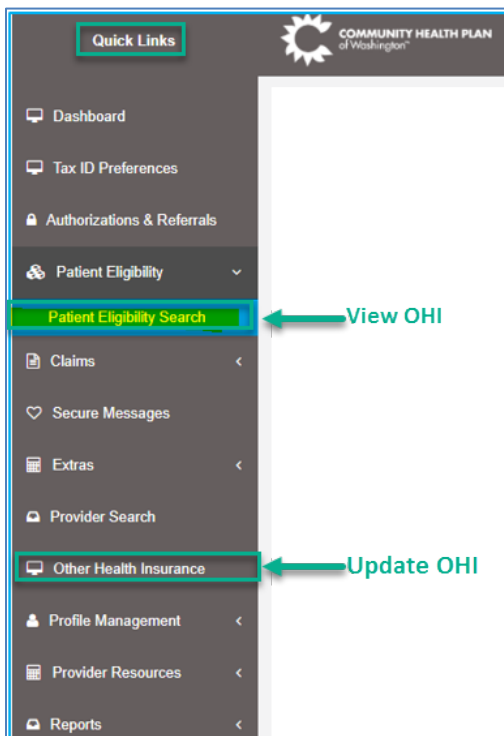 Quick Links
COMMUNITY HEALTH PLAN
of Washington™
Dashboard
Tax ID Preferences
Authorizations & Referrals
Patient Eligibility
Patient Eligibility Search
View OHI
Claims
Secure Messages
Extras
Provider Search
Other Health Insurance
Update OHI
Profile Management
Provider Resources
Reports